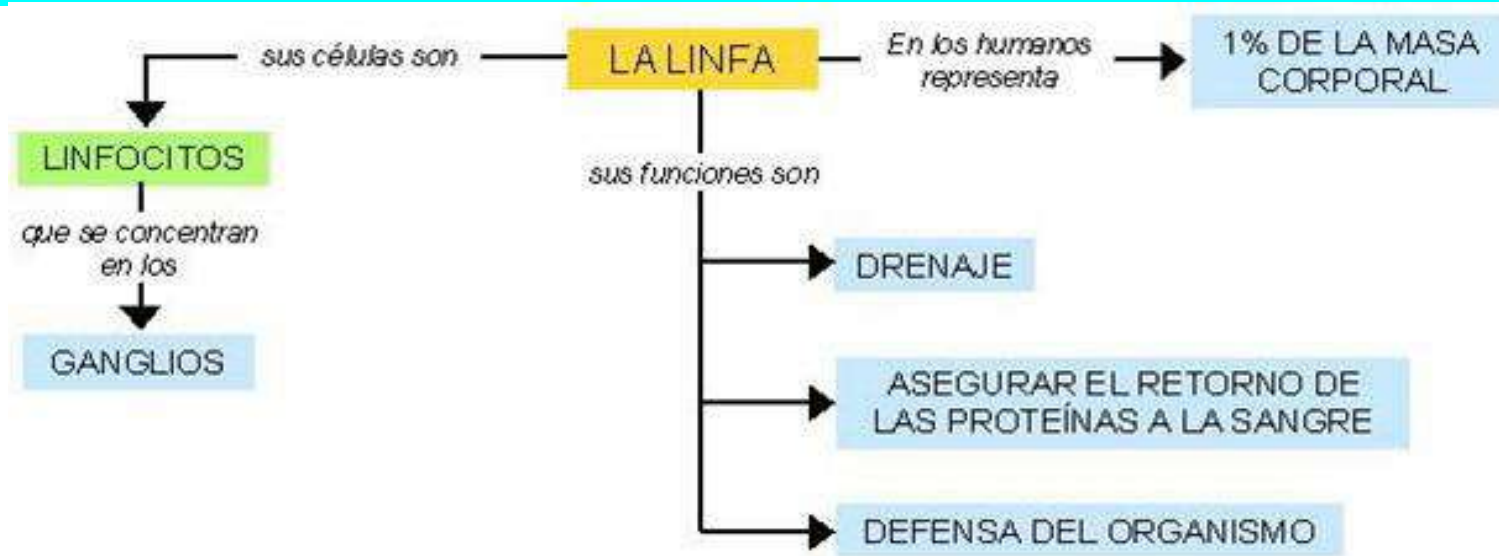 LA LINFA
sus células son
LINFOCITOS
que se concentran
en los
GANGLIOS
En los humanos
representa
1% DE LA MASA
CORPORAL
sus funciones son
DRENAJE
ASEGURAR EL RETORNO DE
LAS PROTEÍNAS A LA SANGRE
DEFENSA DEL ORGANISMO